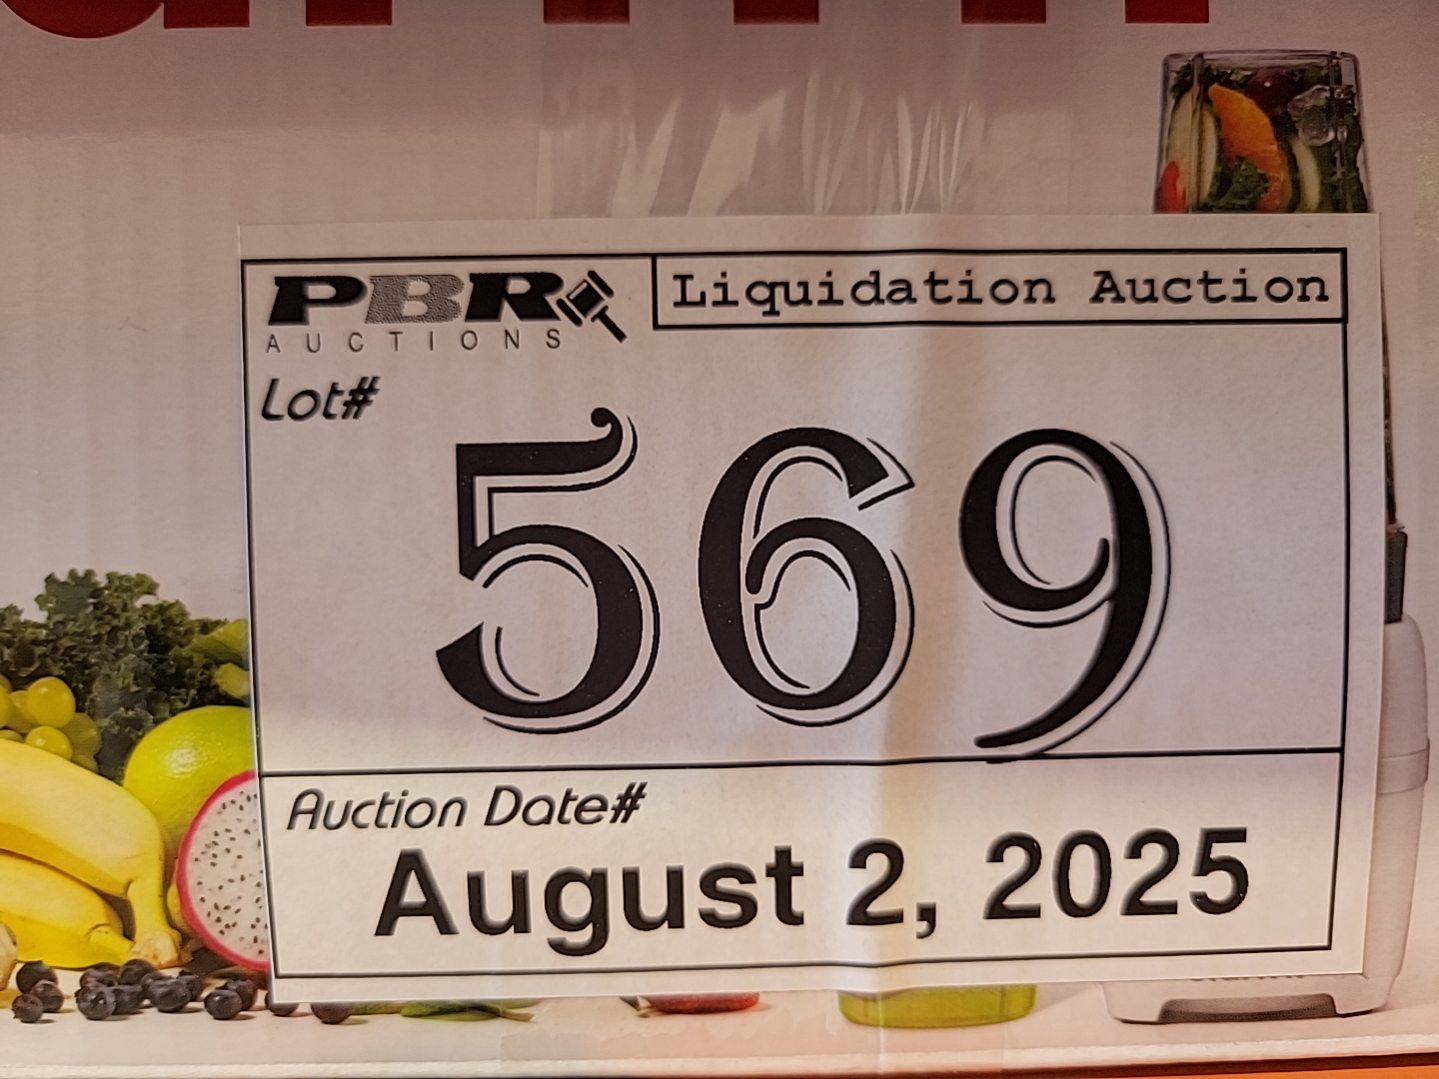 PBR
AUCTIONS
Liquidation Auction
Lot#
569
Auction Date#
August 2, 2025